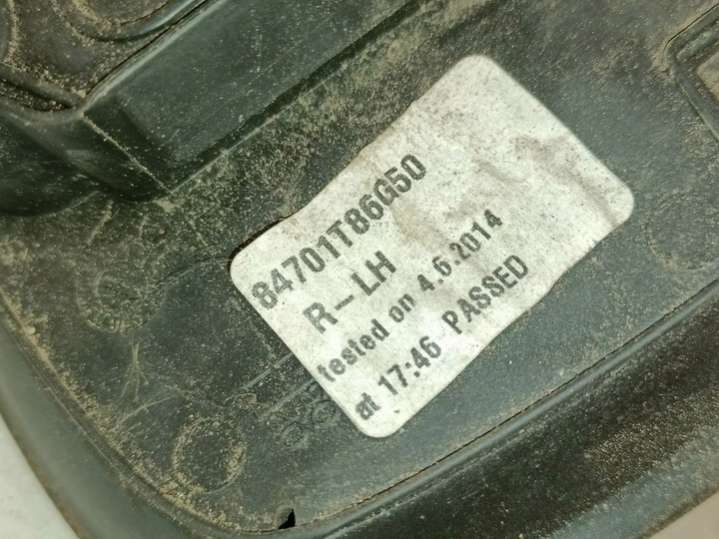 84701T86G50
R-LH
tested on 4.6.2014
at 17:46 PASSED